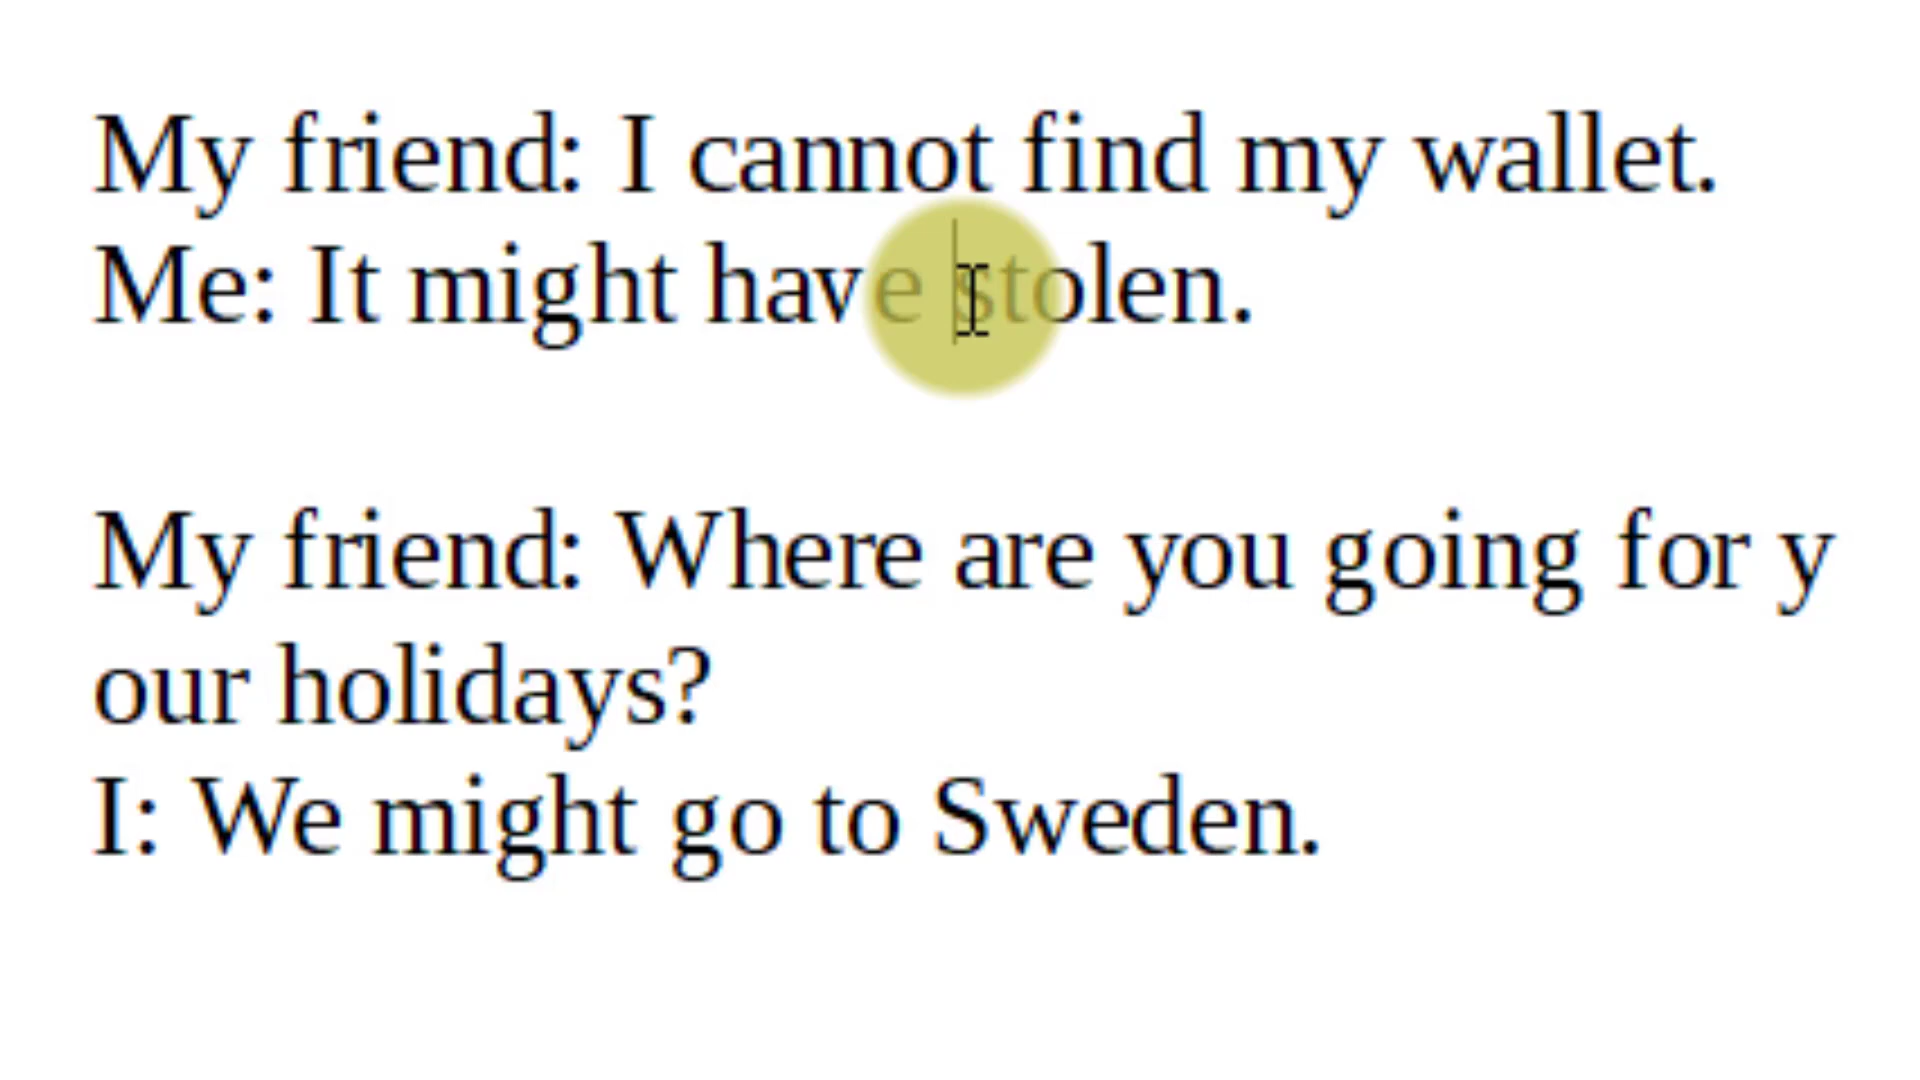 My friend: I cannot find my wallet.
Me: It might have stolen.
My friend: Where are you going for y
our holidays?
I: We might go to Sweden.